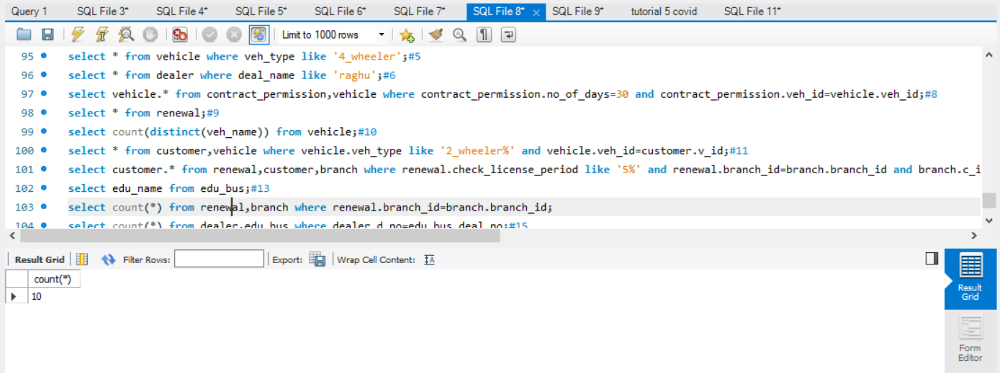 Query 1 SQL File 3* SQL File 4* SQL File 5* SQL File 6* SQL File 7* SQL File 8* × SQL File 9* tutorial 5 covid SQL File 11*
Limit to 1000 rows
95 select * from vehicle where veh_type like '4_wheeler';#5
96 select * from dealer where deal_name like 'raghu';#6
97 select vehicle.* from contract_permission,vehicle where contract_permission.no_of_days=30 and contract_permission.veh_id=vehicle.veh_id;#8
98 select * from renewal;#9
99 select count(distinct(veh_name)) from vehicle;#10
100 select * from customer,vehicle where vehicle.veh_type like '2_wheeler%' and vehicle.veh_id=customer.v_id;#11
101 select customer.* from renewal,customer,branch where renewal.check_license_period like '5%' and renewal.branch_id=branch.branch_id and branch.c_i
102 select edu_name from edu_bus;#13
103 select count(*) from renewal,branch where renewal.branch_id=branch.branch_id;
104 select count(*) from dealer,edu_bus where dealer.d_no=edu_bus.deal_no;#15
Result Grid Filter Rows: Export: Wrap Cell Content: IA
count(*)
10
Result
Grid
Form
Editor